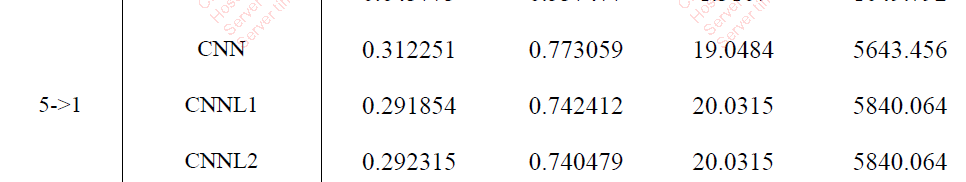 CNN 0.312251 0.773059 19.0484 5643.456
5->1 CNNL1 0.291854 0.742412 20.0315 5840.064
CNNL2 0.292315 0.740479 20.0315 5840.064